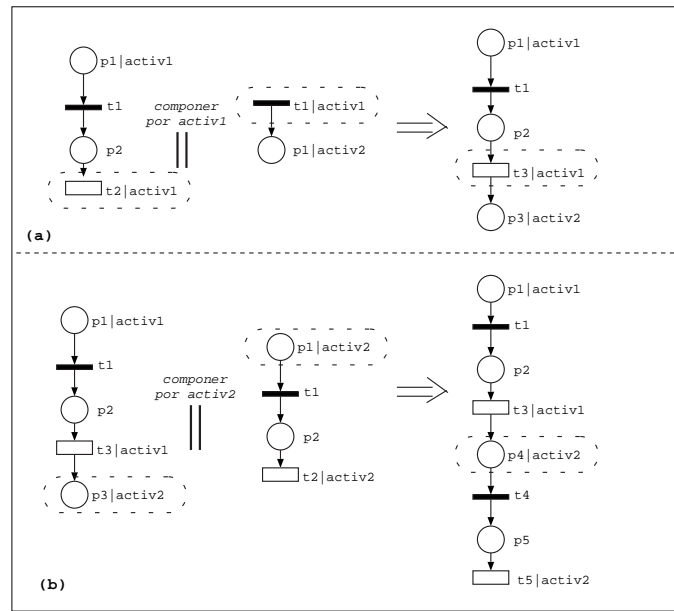 p1|activ1
t1
p2
t2|activ1
componer
por activ1
t1|activ1
p1|activ2
p1|activ1
t1
p2
t3|activ1
p3|activ2
(a)
p1|activ1
t1
p2
t3|activ1
p3|activ2
componer
por activ2
p1|activ2
t1
p2
t2|activ2
p1|activ1
t1
p2
t3|activ1
p4|activ2
t4
p5
t5|activ2
(b)